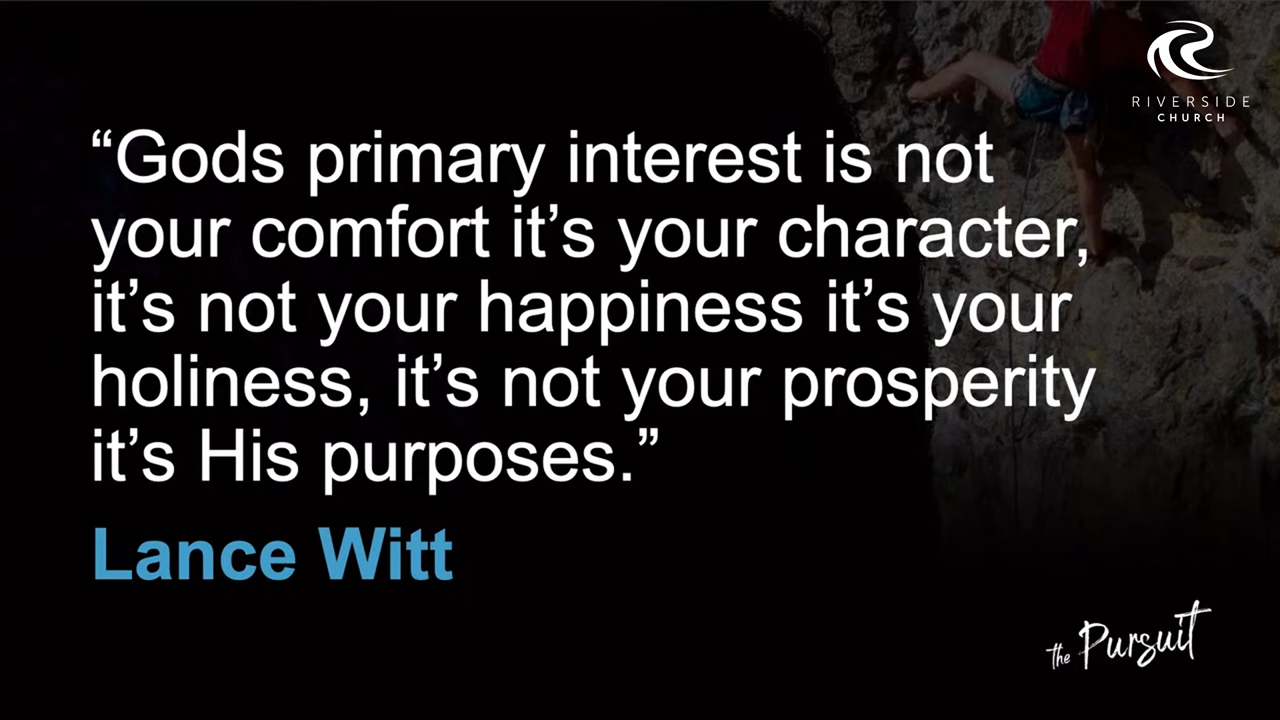 RIVERSIDE
CHURCH
“Gods primary interest is not
your comfort it’s your character,
it’s not your happiness it’s your
holiness, it’s not your prosperity
it’s His purposes.”
Lance Witt
the Pursuit